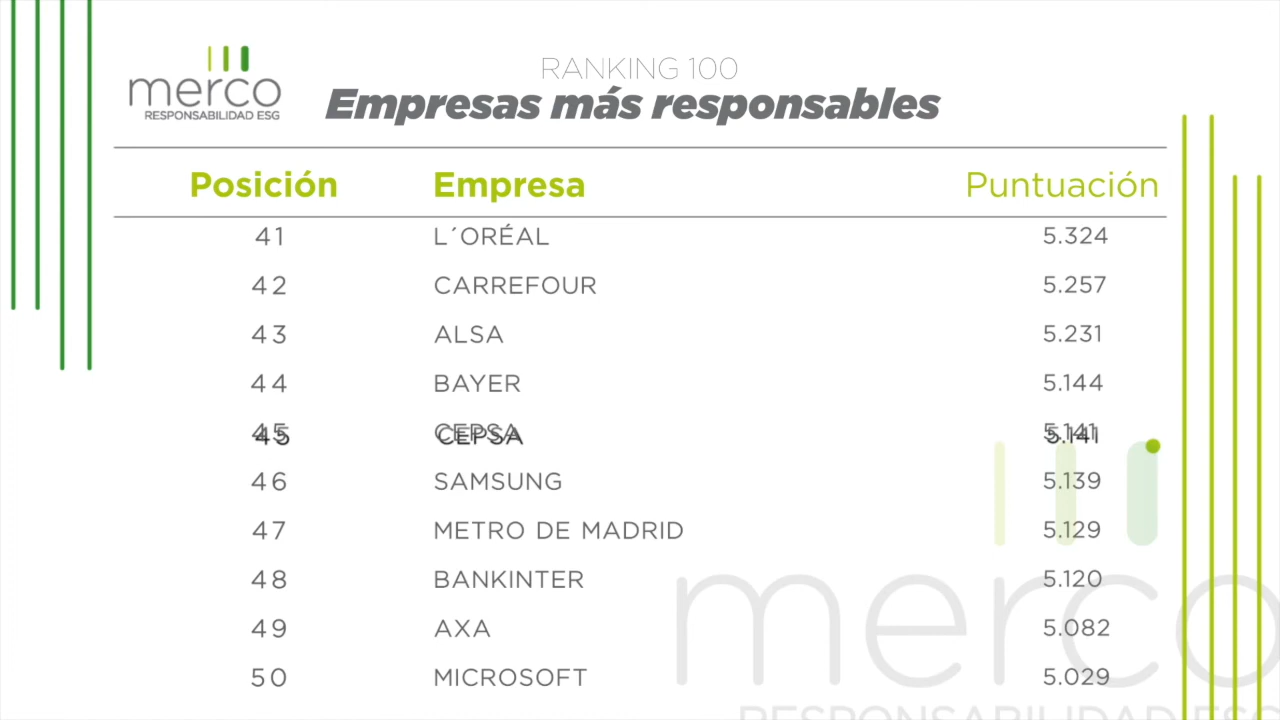 merco
RESPONSABILIDAD ESG
RANKING 100
Empresas más responsables
Posición Empresa Puntuación
41 L´ORÉAL 5.324
42 CARREFOUR 5.257
43 ALSA 5.231
44 BAYER 5.144
45 CEPSA 5.141
46 SAMSUNG 5.139
47 METRO DE MADRID 5.129
48 BANKINTER 5.120
49 AXA 5.082
50 MICROSOFT 5.029
merco
RESPONSABILIDAD ESG